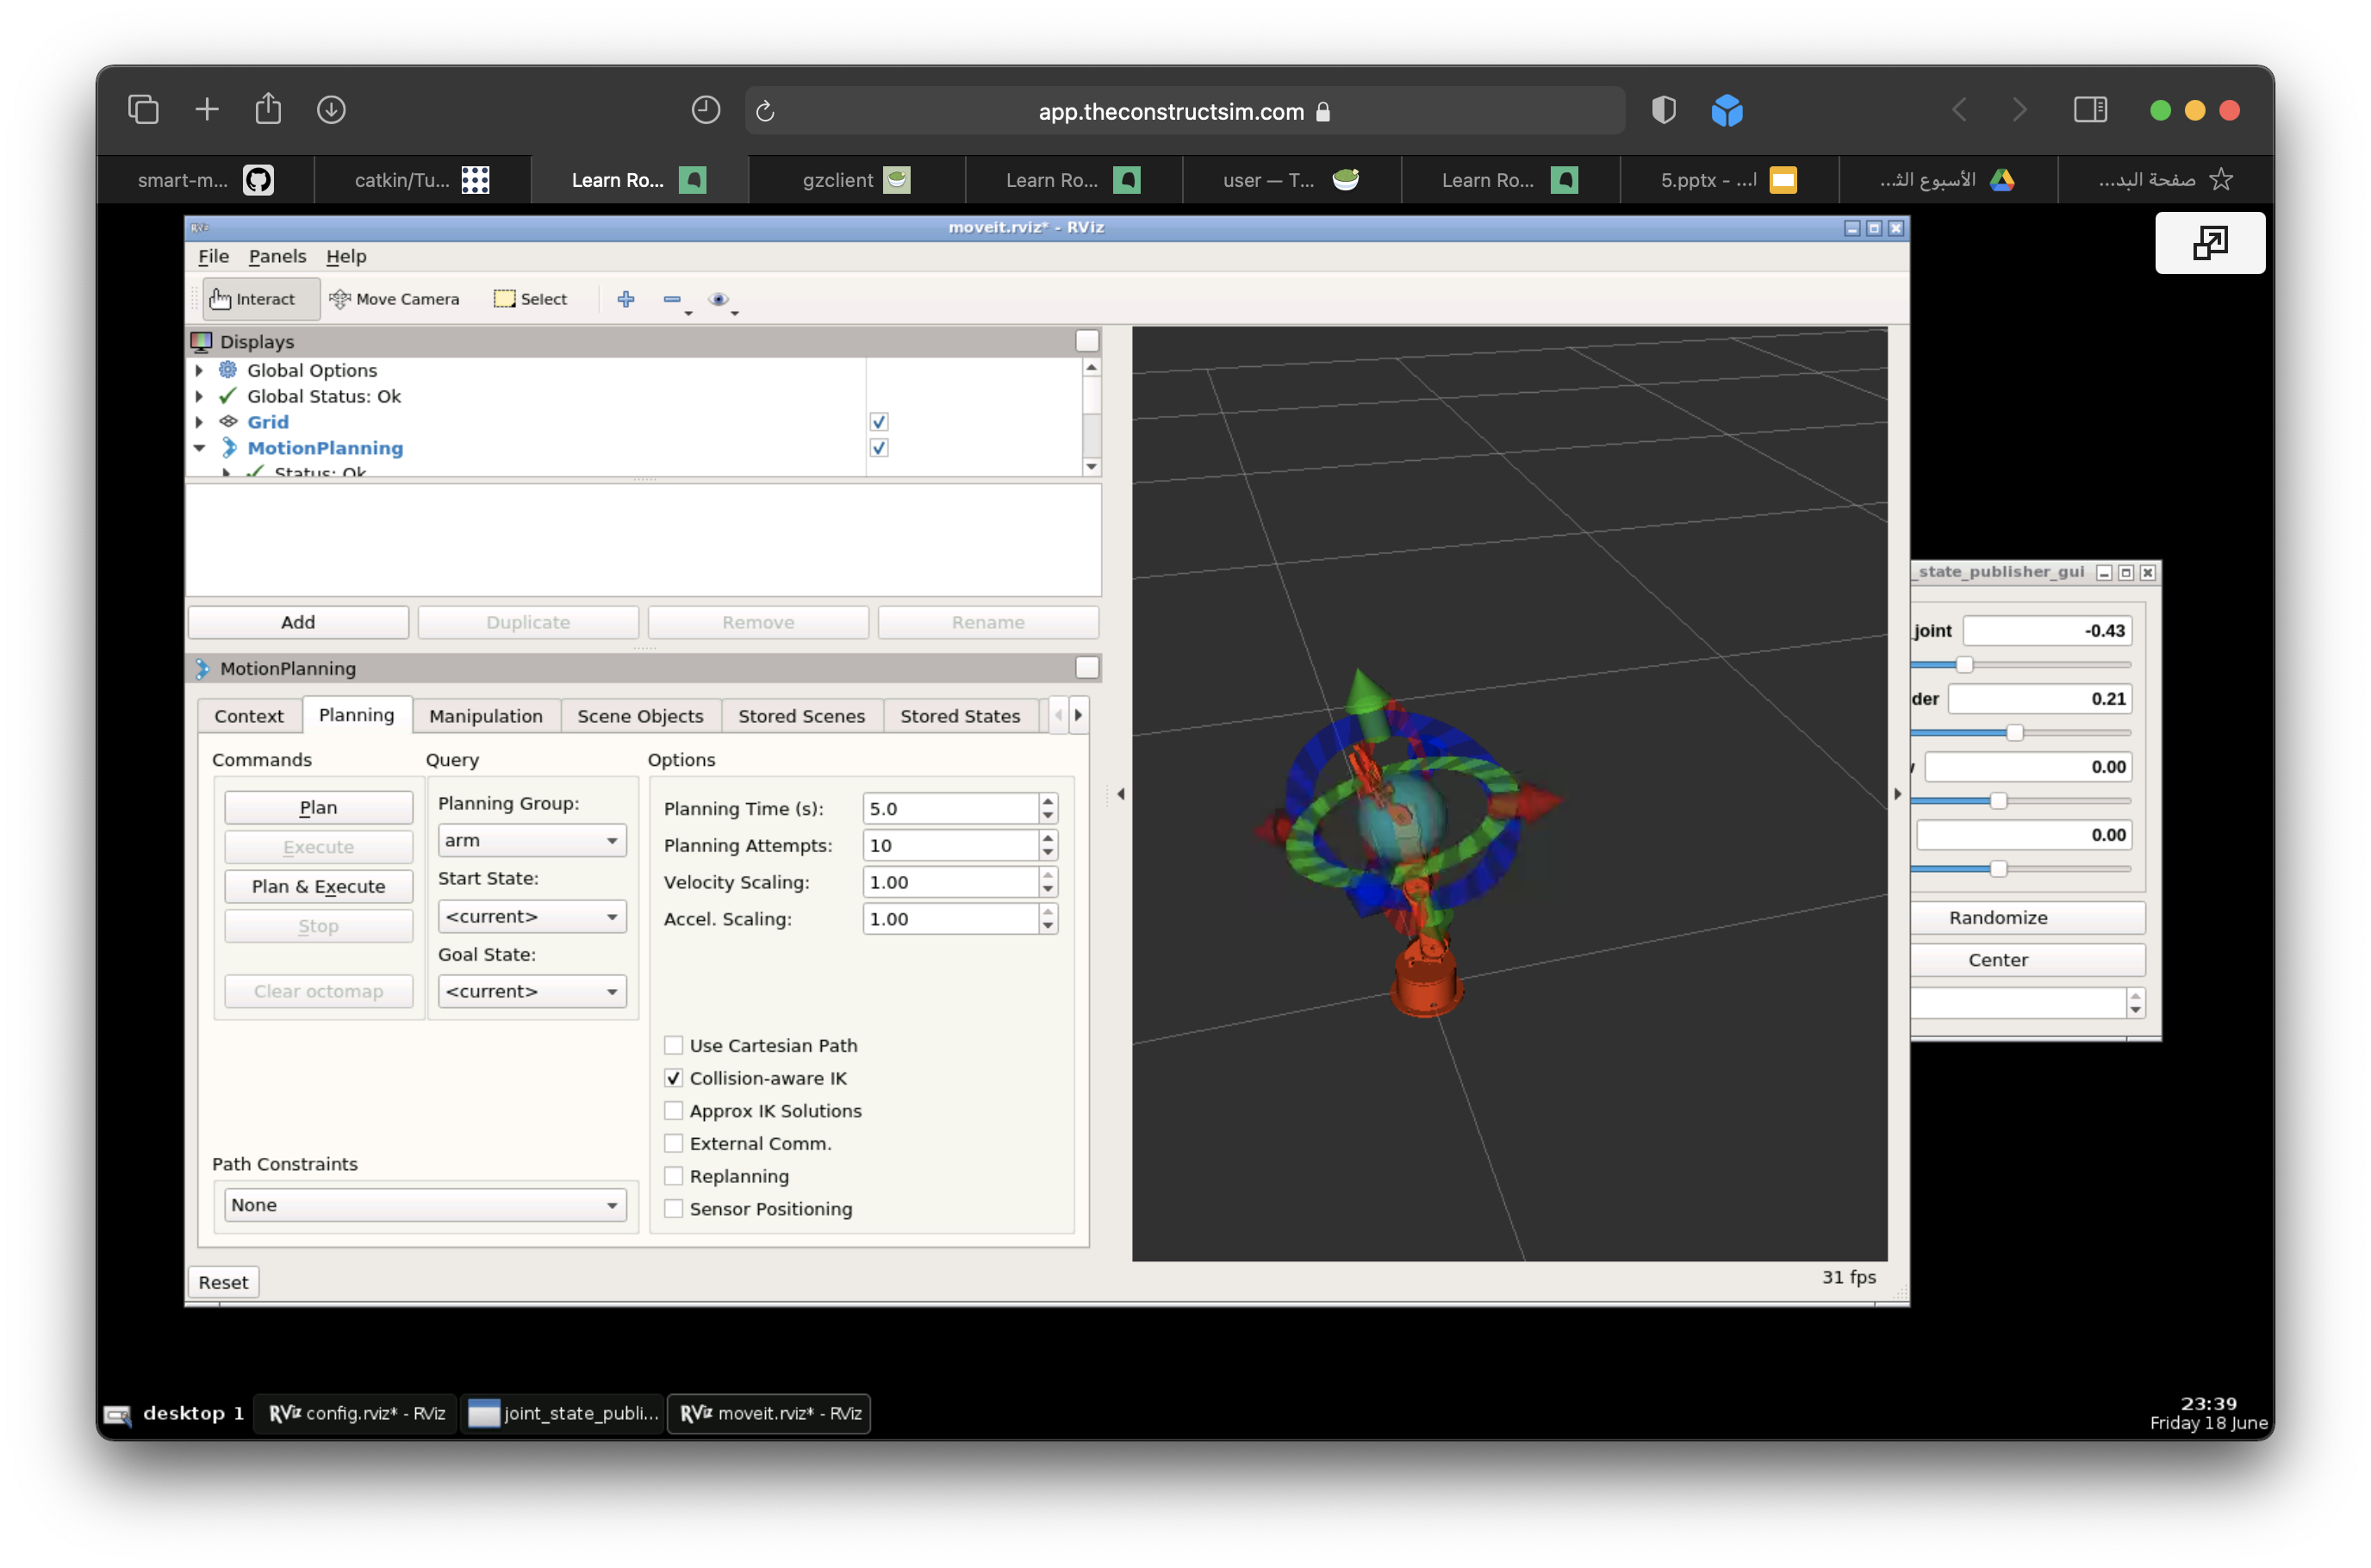 app.theconstructsim.com
smart-m...
catkin/Tu...
Learn Ro...
gzclient
Learn Ro...
user — T...
Learn Ro...
5.pptx - ...ا
الأسبوع الث...
صفحة البد...
RViz
moveit.rviz* - RViz
File Panels Help
Interact Move Camera Select
Displays
Global Options
Global Status: Ok
Grid
MotionPlanning
Status: Ok
Add Duplicate Remove Rename
MotionPlanning
Context Planning Manipulation Scene Objects Stored Scenes Stored States
Commands
Plan
Execute
Plan & Execute
Stop
Clear octomap
Query
Planning Group:
arm
Start State:
<current>
Goal State:
<current>
Options
Planning Time (s): 5.0
Planning Attempts: 10
Velocity Scaling: 1.00
Accel. Scaling: 1.00
Use Cartesian Path
Collision-aware IK
Approx IK Solutions
External Comm.
Replanning
Sensor Positioning
Path Constraints
None
Reset
31 fps
_state_publisher_gui
joint -0.43
der 0.21
0.00
0.00
Randomize
Center
desktop 1
RViz config.rviz* - RViz
joint_state_publi...
RViz moveit.rviz* - RViz
23:39
Friday 18 June